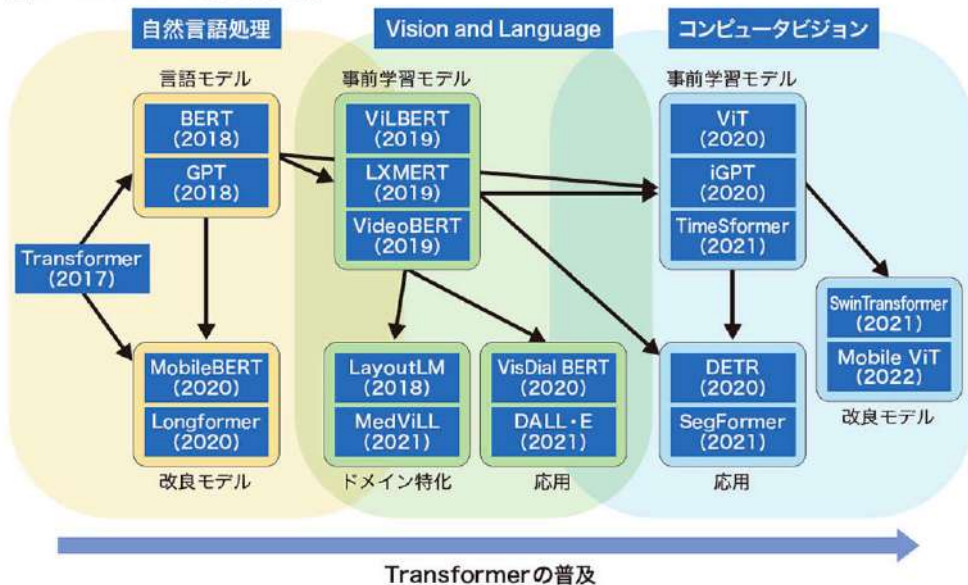 自然言語処理
Vision and Language
コンピュータビジョン
言語モデル
事前学習モデル
事前学習モデル
BERT
(2018)
GPT
(2018)
ViLBERT
(2019)
LXMERT
(2019)
VideoBERT
(2019)
ViT
(2020)
iGPT
(2020)
TimeSformer
(2021)
Transformer
(2017)
SwinTransformer
(2021)
Mobile ViT
(2022)
改良モデル
MobileBERT
(2020)
Longformer
(2020)
改良モデル
LayoutLM
(2018)
MedViLL
(2021)
ドメイン特化
VisDial BERT
(2020)
DALL・E
(2021)
応用
DETR
(2020)
SegFormer
(2021)
応用
Transformerの普及